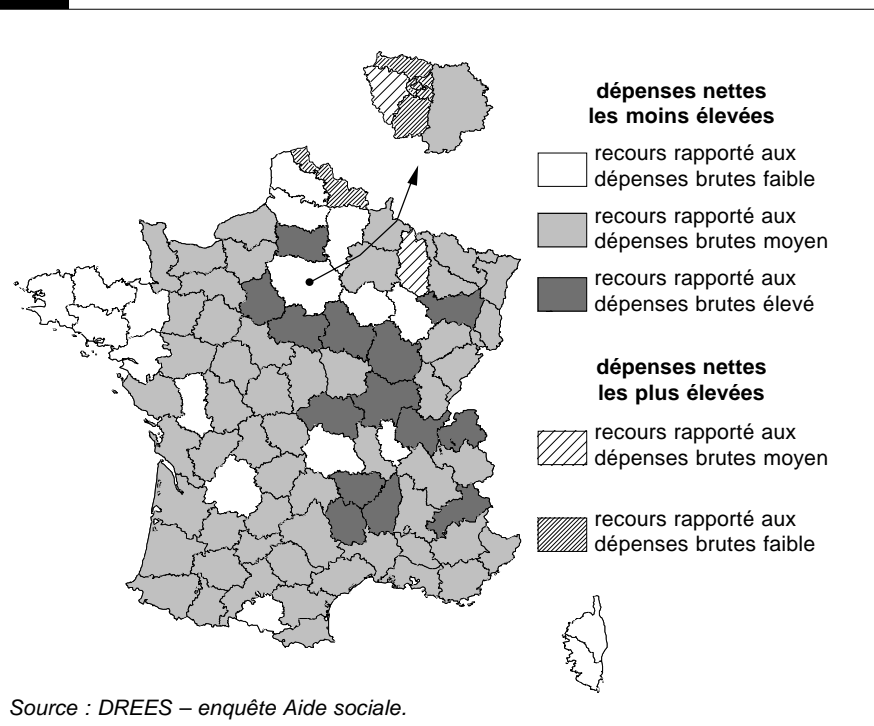 dépenses nettes
les moins élevées
recours rapporté aux
dépenses brutes faible
recours rapporté aux
dépenses brutes moyen
recours rapporté aux
dépenses brutes élevé
dépenses nettes
les plus élevées
recours rapporté aux
dépenses brutes moyen
recours rapporté aux
dépenses brutes faible
Source : DREES – enquête Aide sociale.